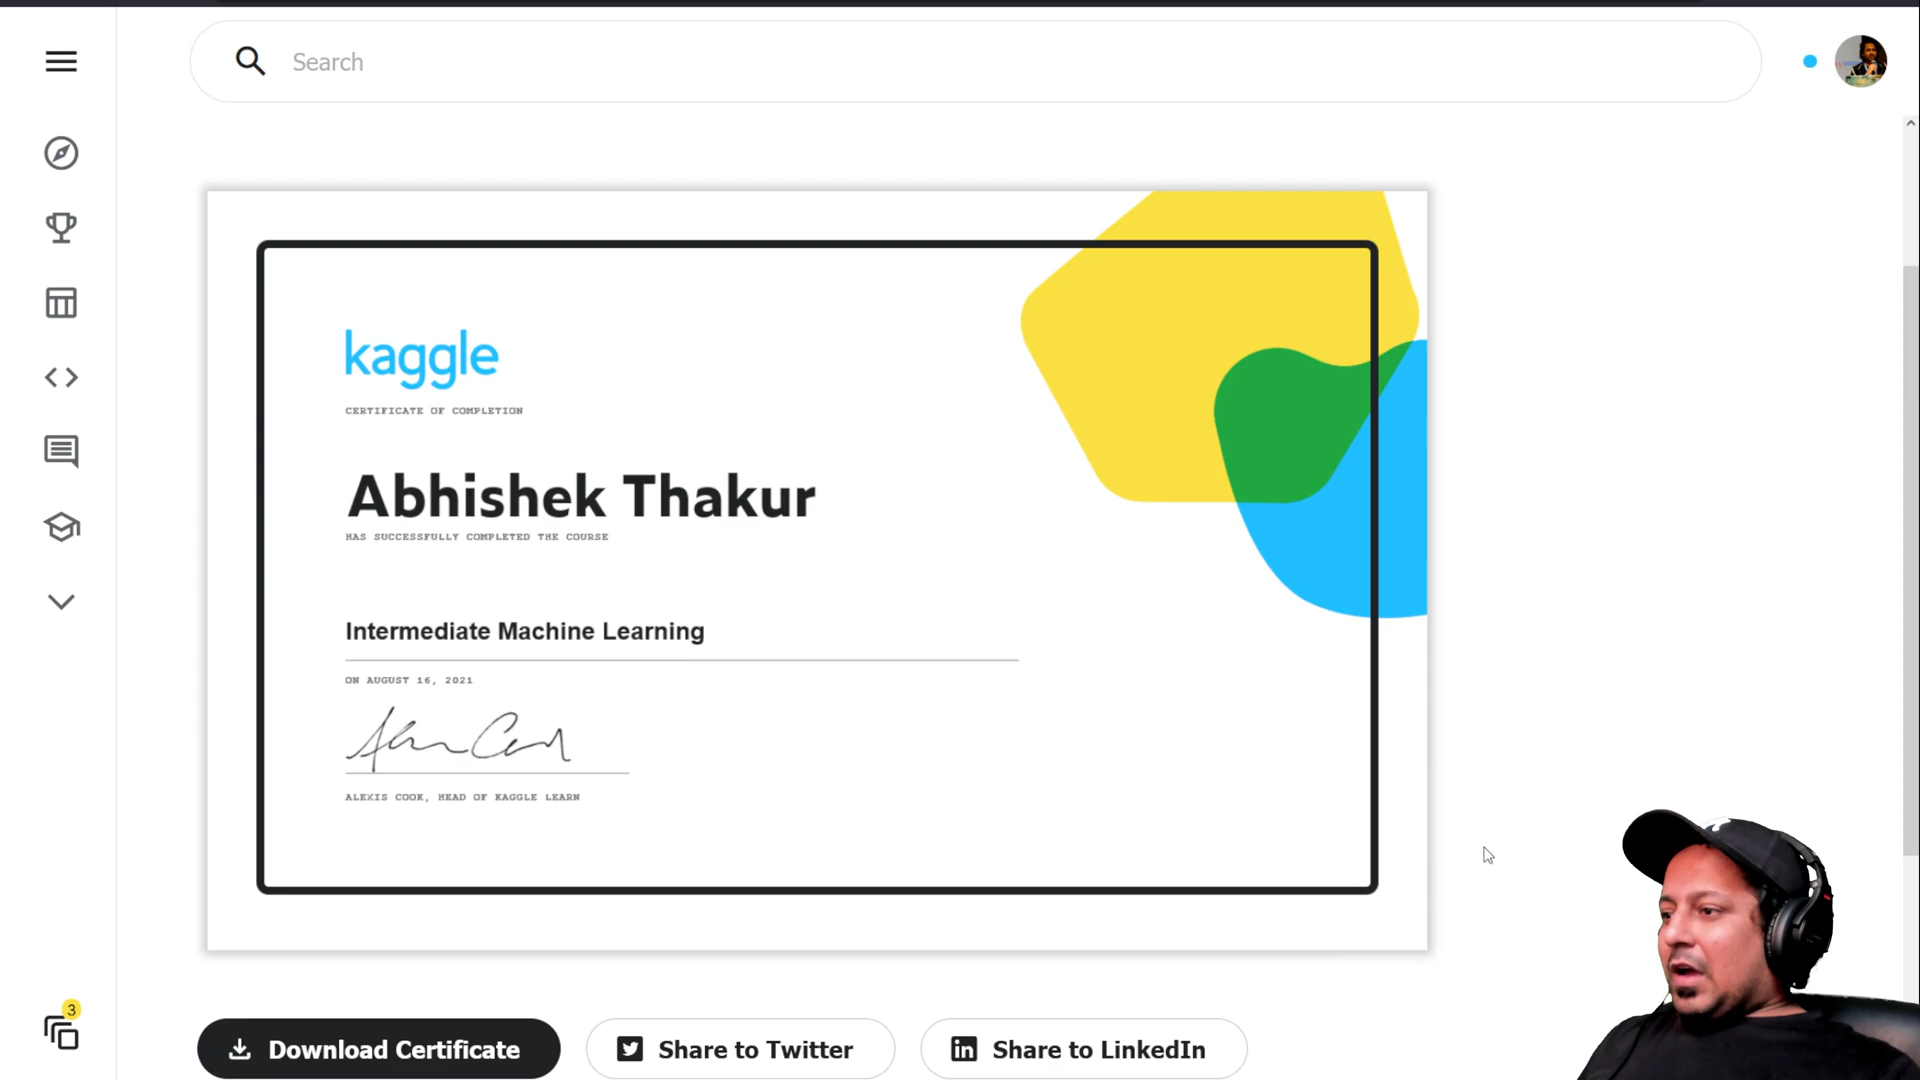 Search
kaggle
CERTIFICATE OF COMPLETION
Abhishek Thakur
HAS SUCCESSFULLY COMPLETED THE COURSE
Intermediate Machine Learning
ON AUGUST 16, 2021
ALEXIS COOK, HEAD OF KAGGLE LEARN
3
Download Certificate
Share to Twitter
Share to LinkedIn